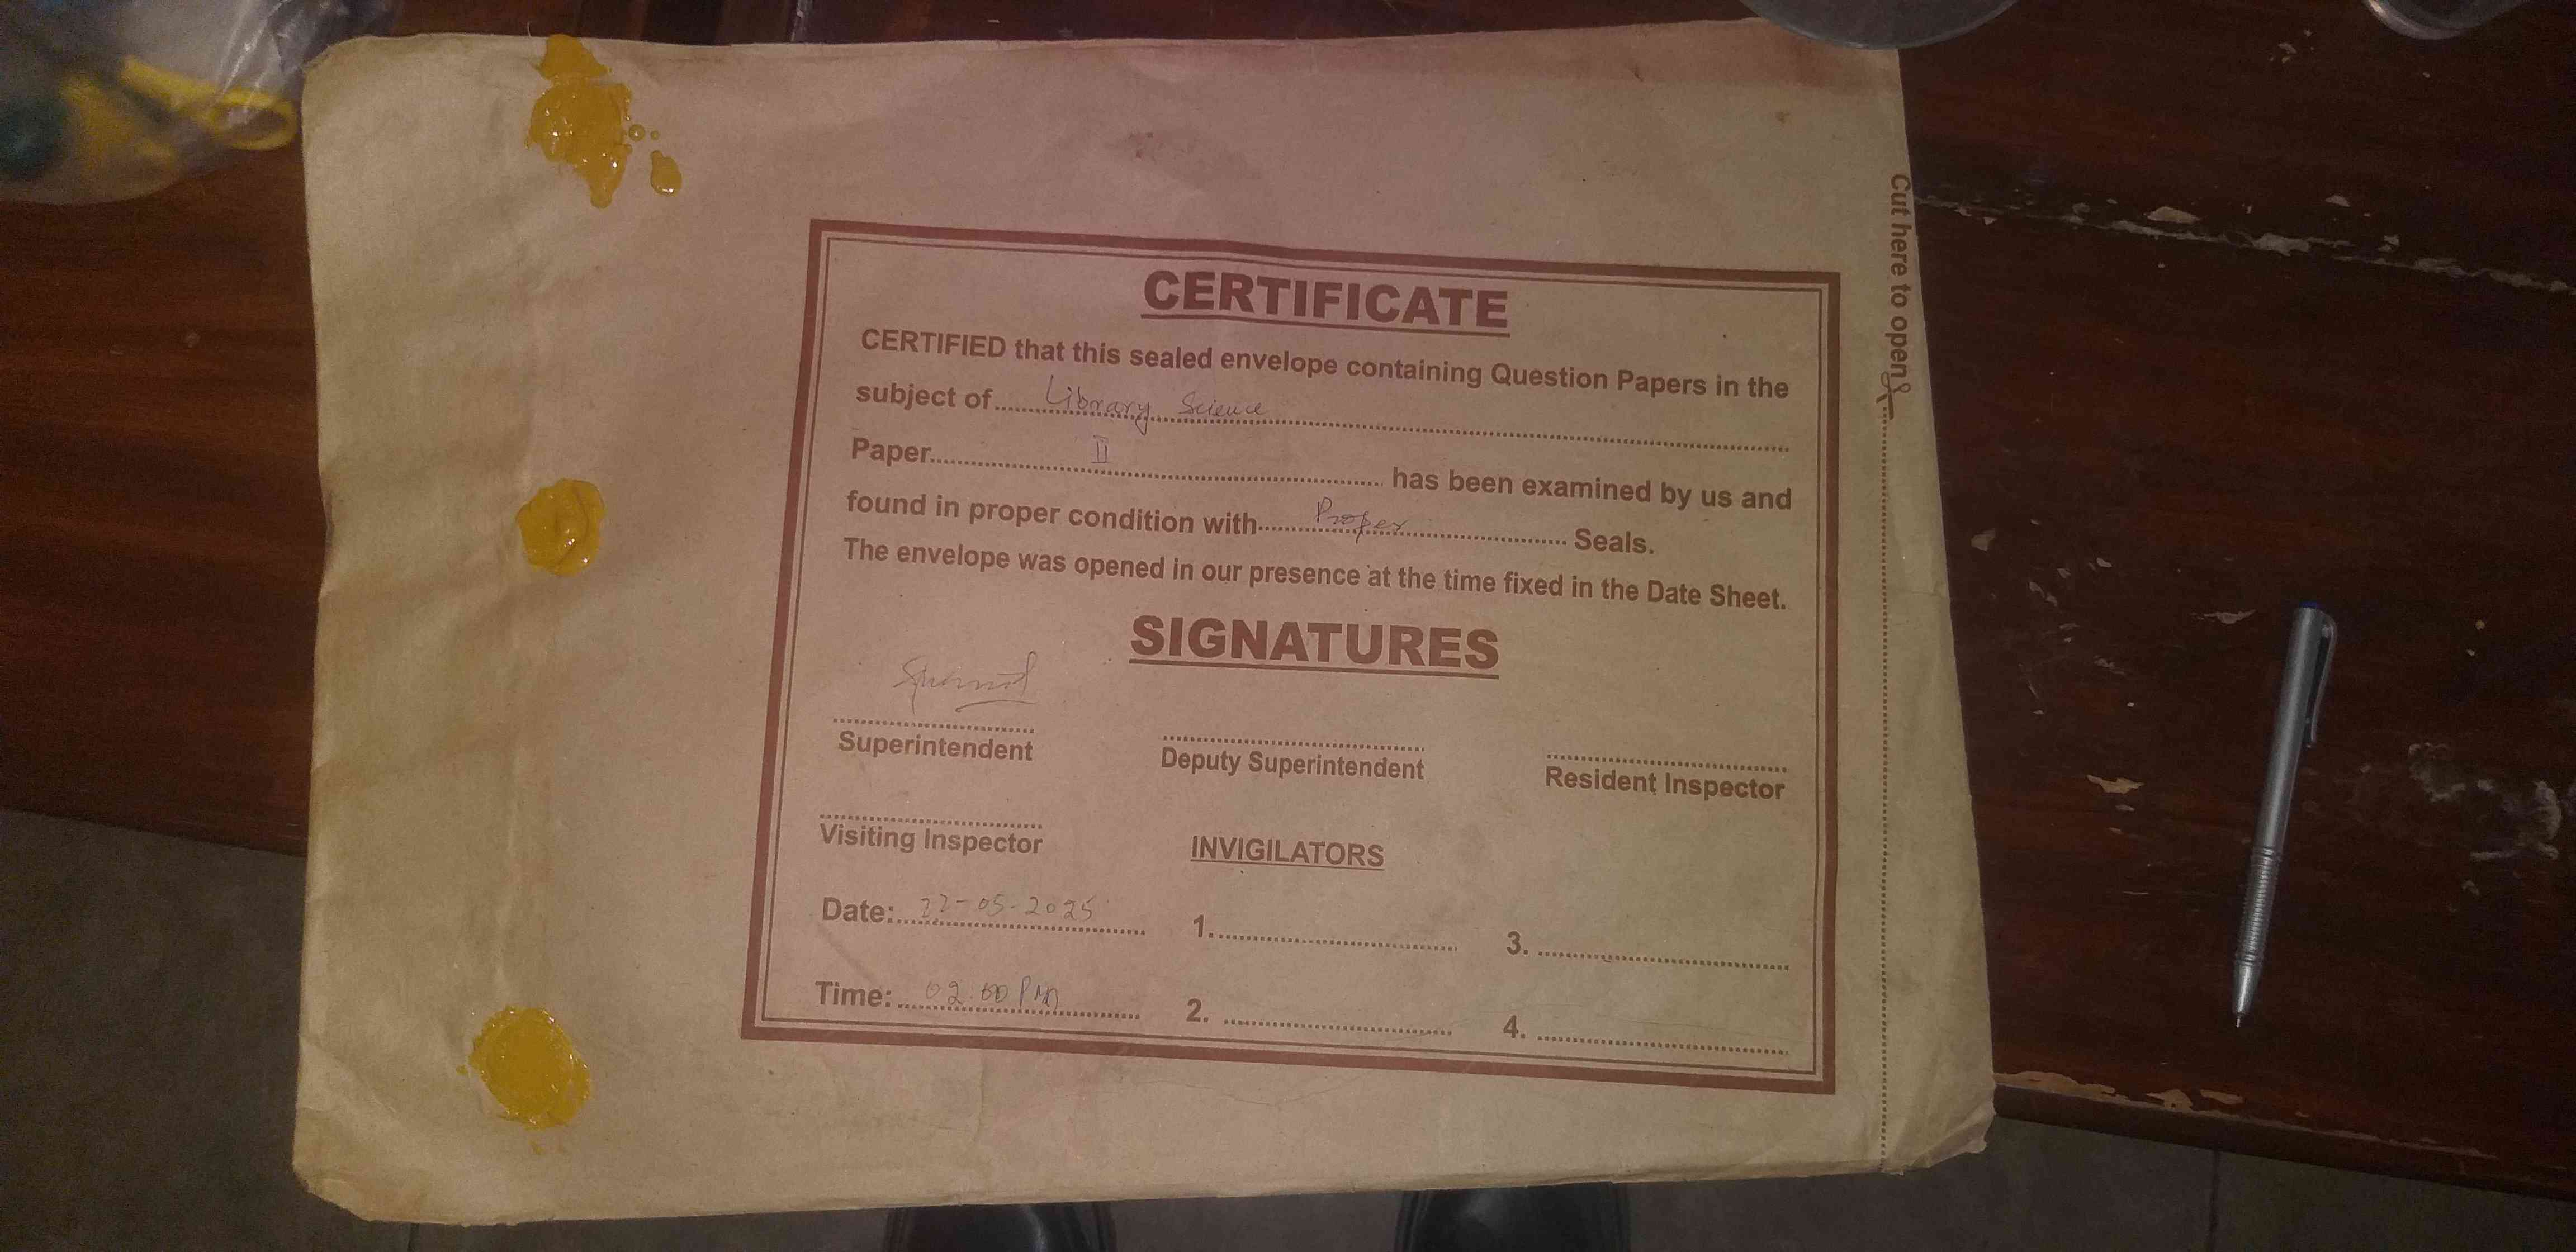 CERTIFICATE
CERTIFIED that this sealed envelope containing Question Papers in the
subject of Library Science
Paper II has been examined by us and
found in proper condition with Proper Seals.
The envelope was opened in our presence at the time fixed in the Date Sheet.
SIGNATURES
Superintendent Deputy Superintendent Resident Inspector
Visiting Inspector INVIGILATORS
Date: 22-05-2025 1. 3.
Time: 02.00 PM 2. 4.
Cut here to open